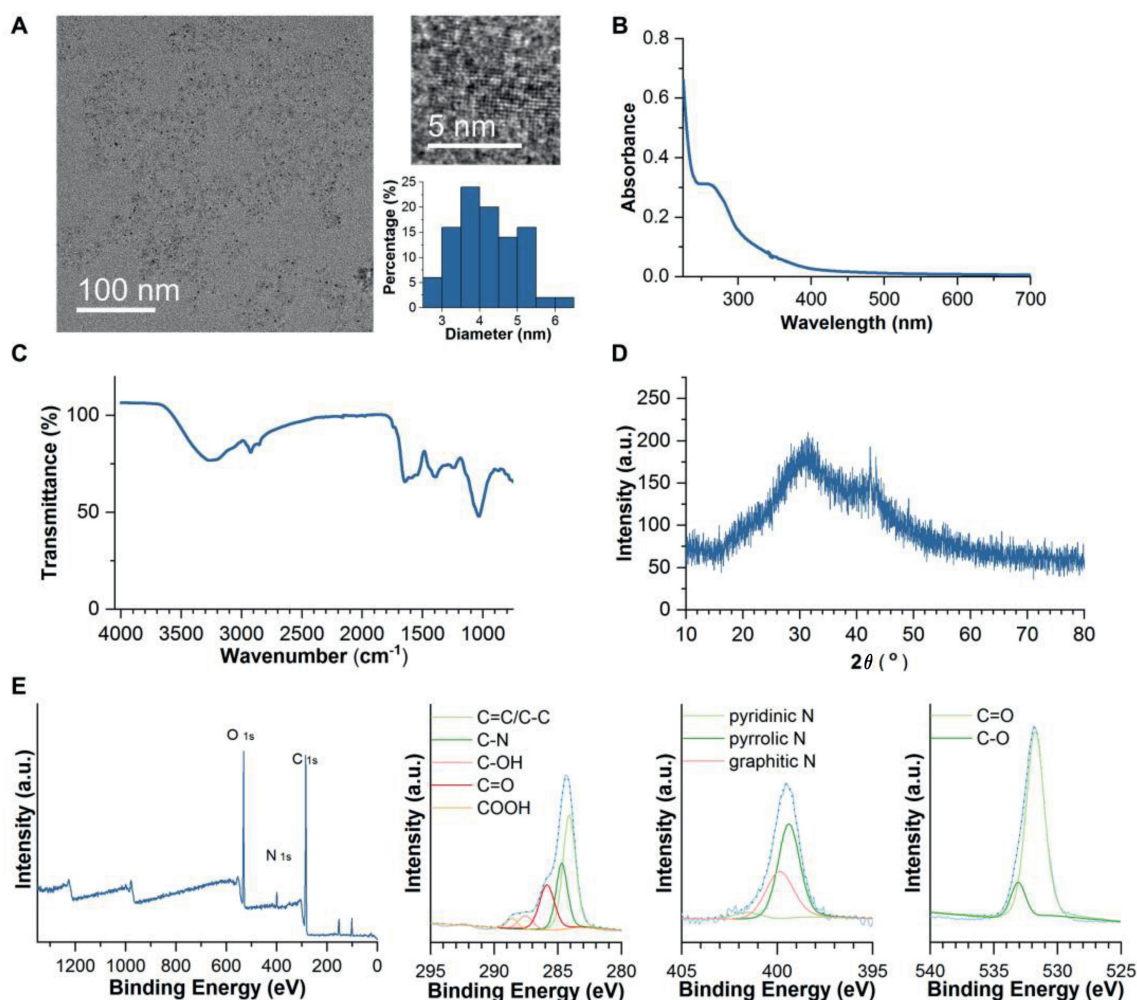 A
100 nm
5 nm
Percentage (%)
25
20
15
10
5
0
3 4 5 6
Diameter (nm)
B
Absorbance
0.8
0.6
0.4
0.2
0.0
300 400 500 600 700
Wavelength (nm)
C
Transmittance (%)
100
50
0
4000 3500 3000 2500 2000 1500 1000
Wavenumber (cm-1)
D
Intensity (a.u.)
250
200
150
100
50
0
10 20 30 40 50 60 70 80
2θ (°)
E
Intensity (a.u.)
O 1s
C 1s
N 1s
1200 1000 800 600 400 200 0
Binding Energy (eV)
Intensity (a.u.)
C=C/C-C
C-N
C-OH
C=O
COOH
295 290 285 280
Binding Energy (eV)
Intensity (a.u.)
pyridinic N
pyrrolic N
graphitic N
405 400 395
Binding Energy (eV)
Intensity (a.u.)
C=O
C-O
540 535 530 525
Binding Energy (eV)